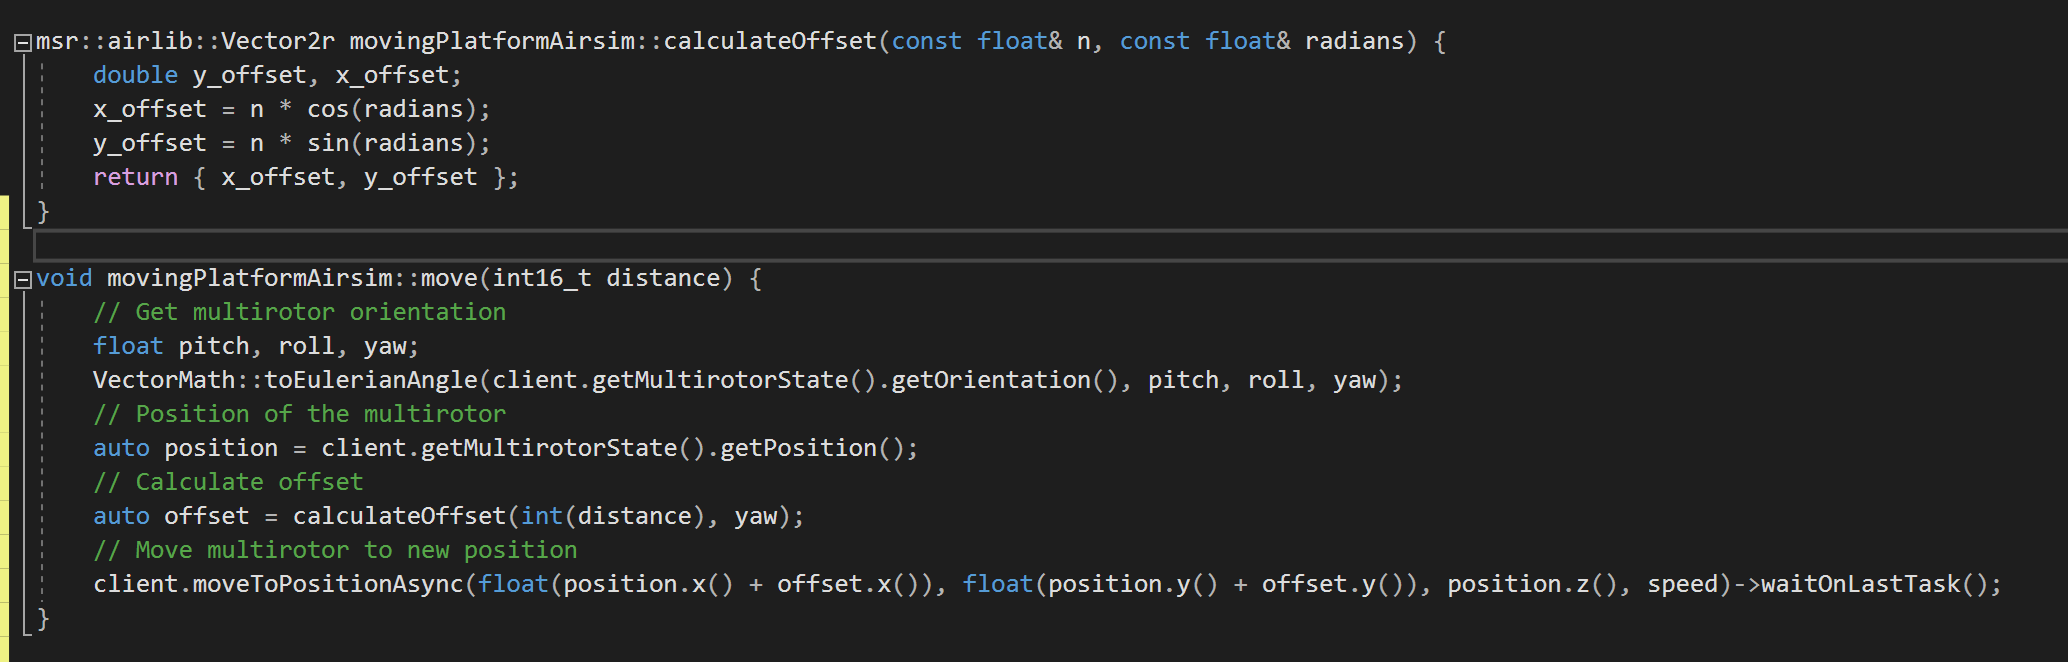 msr::airlib::Vector2r movingPlatformAirsim::calculateOffset(const float& n, const float& radians) {
    double y_offset, x_offset;
    x_offset = n * cos(radians);
    y_offset = n * sin(radians);
    return { x_offset, y_offset };
}

void movingPlatformAirsim::move(int16_t distance) {
    // Get multirotor orientation
    float pitch, roll, yaw;
    VectorMath::toEulerianAngle(client.getMultirotorState().getOrientation(), pitch, roll, yaw);
    // Position of the multirotor
    auto position = client.getMultirotorState().getPosition();
    // Calculate offset
    auto offset = calculateOffset(int(distance), yaw);
    // Move multirotor to new position
    client.moveToPositionAsync(float(position.x() + offset.x()), float(position.y() + offset.y()), position.z(), speed)->waitOnLastTask();
}